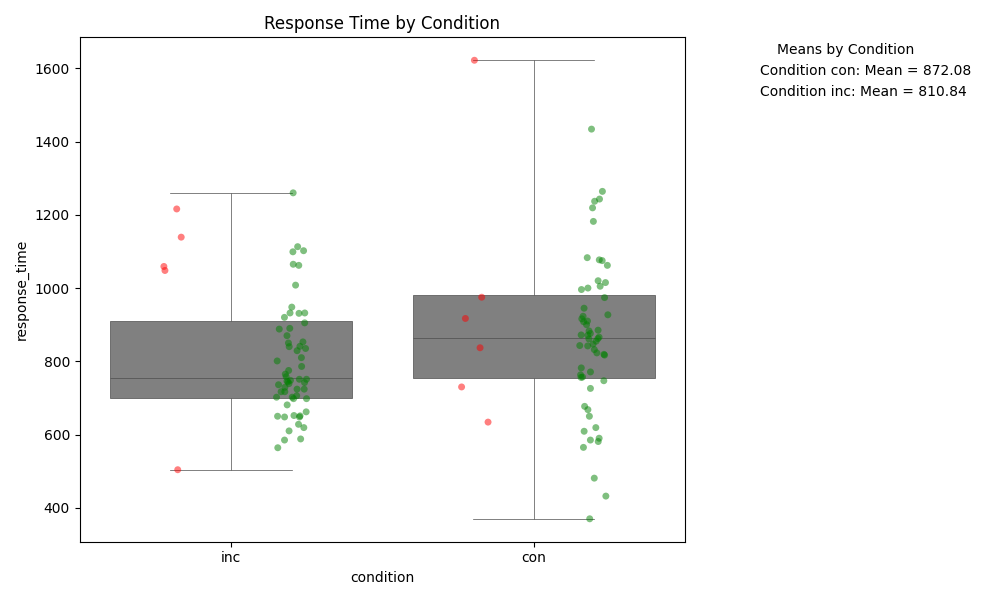 Response Time by Condition
Means by Condition
Condition con: Mean = 872.08
Condition inc: Mean = 810.84
response_time
1600
1400
1200
1000
800
600
400
inc
con
condition